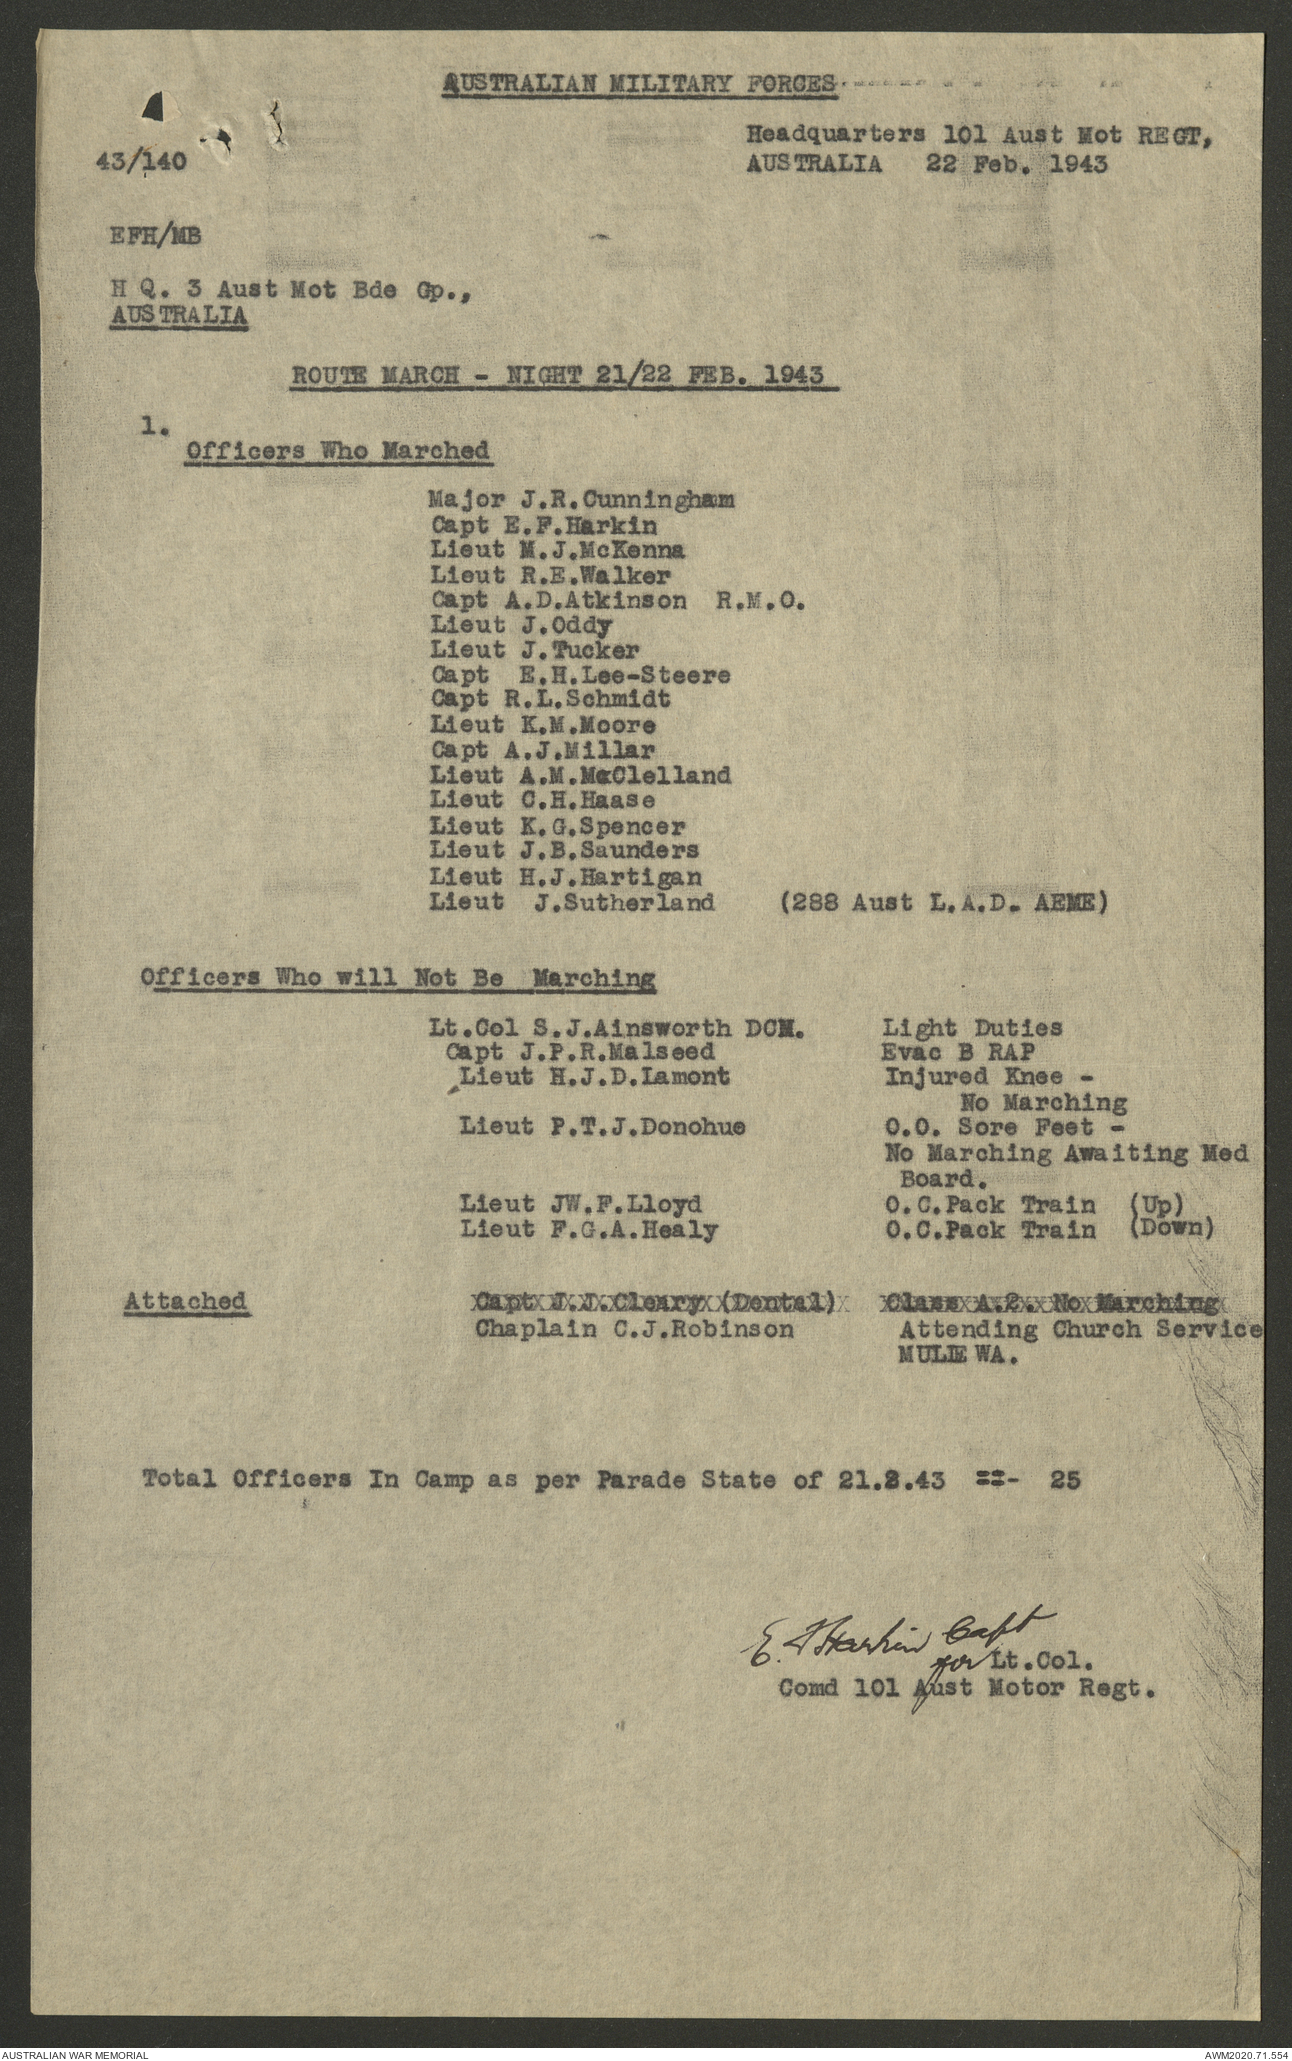 AUSTRALIAN MILITARY FORCES
Headquarters 101 Aust Mot REGT,
43/140
AUSTRALIA 22 Feb. 1943
EFH/MB
H Q. 3 Aust Mot Bde Gp.,
AUSTRALIA
ROUTE MARCH - NIGHT 21/22 FEB. 1943
1.
Officers Who Marched
Major J.R.Cunningham
Capt E.F.Harkin
Lieut M.J.McKenna
Lieut R.E.Walker
Capt A.D.Atkinson R.M.O.
Lieut J.Oddy
Lieut J.Tucker
Capt E.H.Lee-Steere
Capt R.L.Schmidt
Lieut K.M.Moore
Capt A.J.Millar
Lieut A.M.McClelland
Lieut C.H.Haase
Lieut K.G.Spencer
Lieut J.B.Saunders
Lieut H.J.Hartigan
Lieut J.Sutherland (288 Aust L.A.D. AEME)
Officers Who will Not Be Marching
Lt.Col S.J.Ainsworth DCM. Light Duties
Capt J.P.R.Malseed Evac B RAP
Lieut H.J.D.Lamont Injured Knee -
No Marching
Lieut P.T.J.Donohue O.O. Sore Feet -
No Marching Awaiting Med
Board.
Lieut JW.F.Lloyd O.C.Pack Train (Up)
Lieut F.G.A.Healy O.C.Pack Train (Down)
Attached Capt J.J.Cleary (Dental) Class A.2. No Marching
Chaplain C.J.Robinson Attending Church Service
MULLEWA.
Total Officers In Camp as per Parade State of 21.2.43 ==- 25
E. F Harkin Capt
for Lt.Col.
Comd 101 Aust Motor Regt.
AUSTRALIAN WAR MEMORIAL AWM2020.71.554